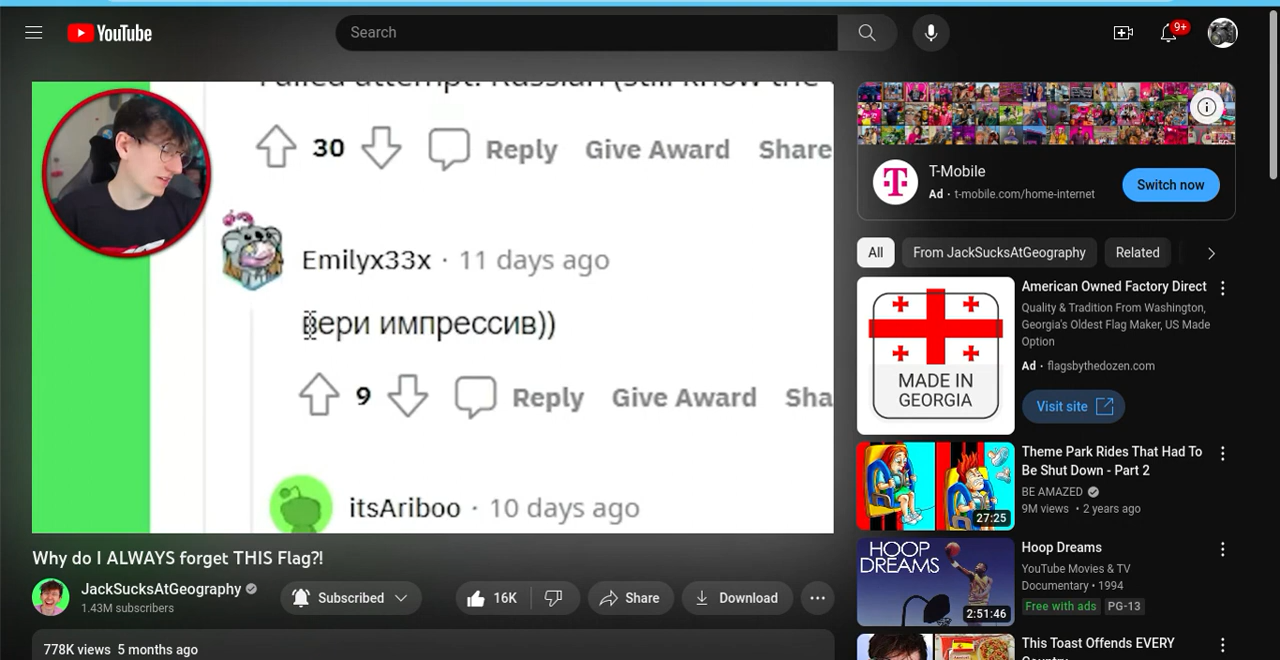 YouTube
Search
9+
Failed attempt: Russian (still know the
30 Reply Give Award Share
Emilyx33x · 11 days ago
вери импрессив))
9 Reply Give Award Sha
itsAriboo · 10 days ago
Why do I ALWAYS forget THIS Flag?!
JackSucksAtGeography
1.43M subscribers
Subscribed
16K
Share
Download
778K views 5 months ago
T-Mobile
Ad · t-mobile.com/home-internet
Switch now
All
From JackSucksAtGeography
Related
MADE IN
GEORGIA
American Owned Factory Direct
Quality & Tradition From Washington,
Georgia's Oldest Flag Maker, US Made
Option
Ad · flagsbythedozen.com
Visit site
27:25
Theme Park Rides That Had To
Be Shut Down - Part 2
BE AMAZED
9M views • 2 years ago
HOOP
DREAMS
2:51:46
Hoop Dreams
YouTube Movies & TV
Documentary • 1994
Free with ads PG-13
This Toast Offends EVERY
Country